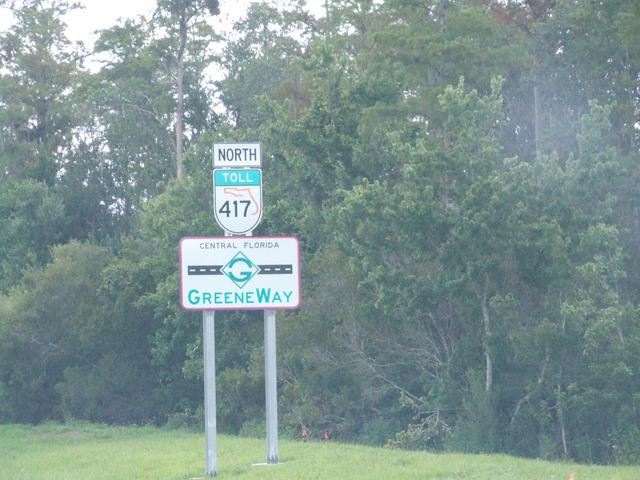 NORTH
TOLL
417
CENTRAL FLORIDA
G
GREENEWAY